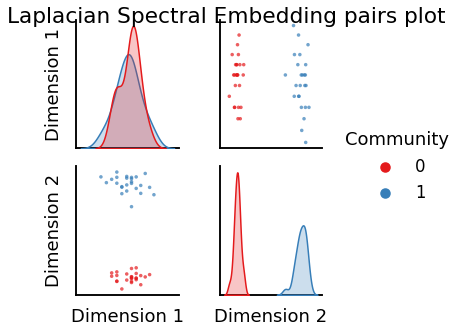 Laplacian Spectral Embedding pairs plot
Dimension 1
Community
0
1
Dimension 2
Dimension 1
Dimension 2